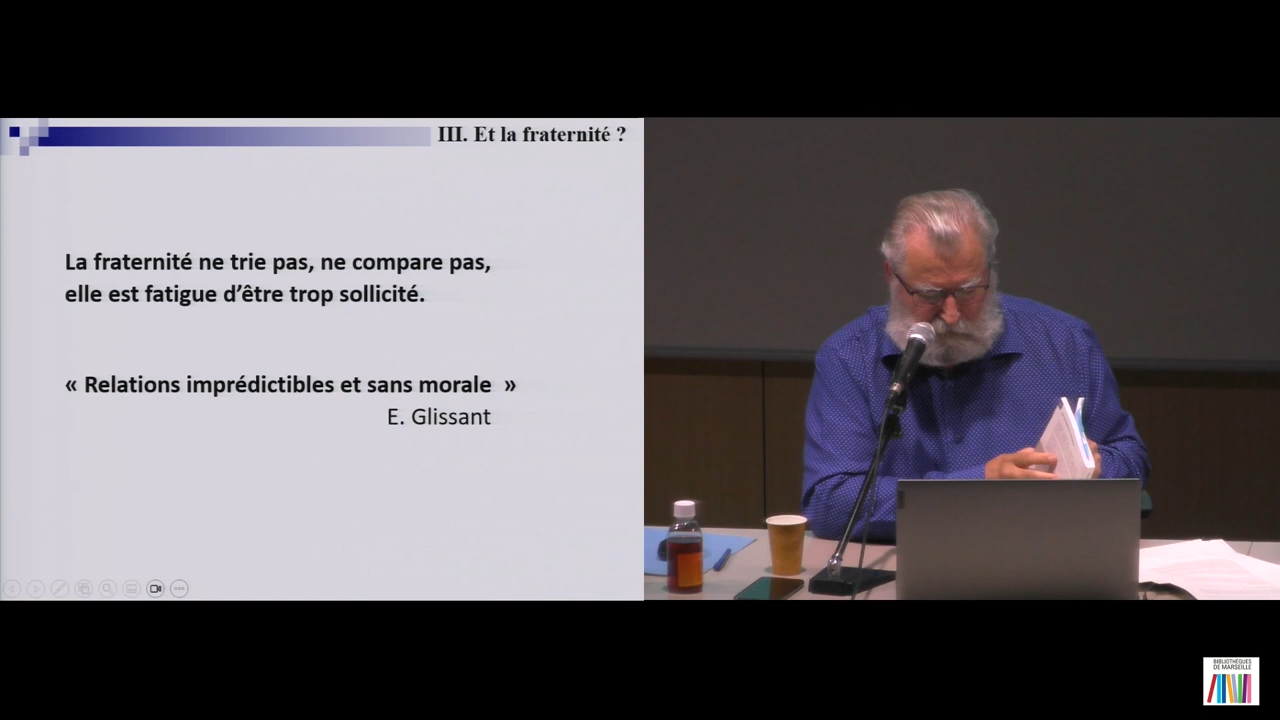 III. Et la fraternité ?
La fraternité ne trie pas, ne compare pas,
elle est fatigue d’être trop sollicité.
« Relations imprédictibles et sans morale »
E. Glissant
BIBLIOTHÈQUES
DE MARSEILLE